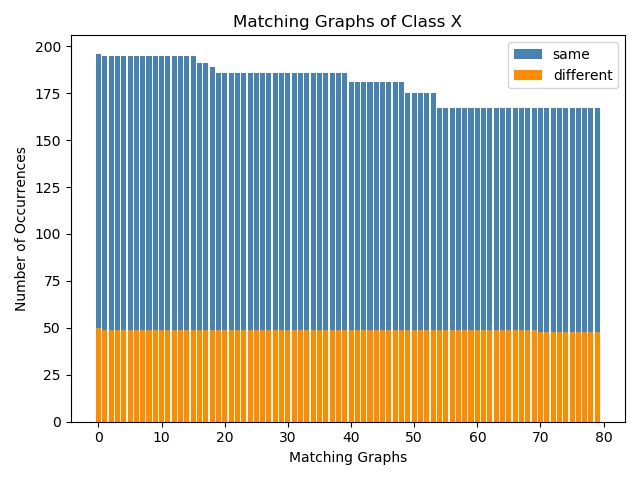 Matching Graphs of Class X
same
different
Number of Occurrences
200
175
150
125
100
75
50
25
0
0 10 20 30 40 50 60 70 80
Matching Graphs